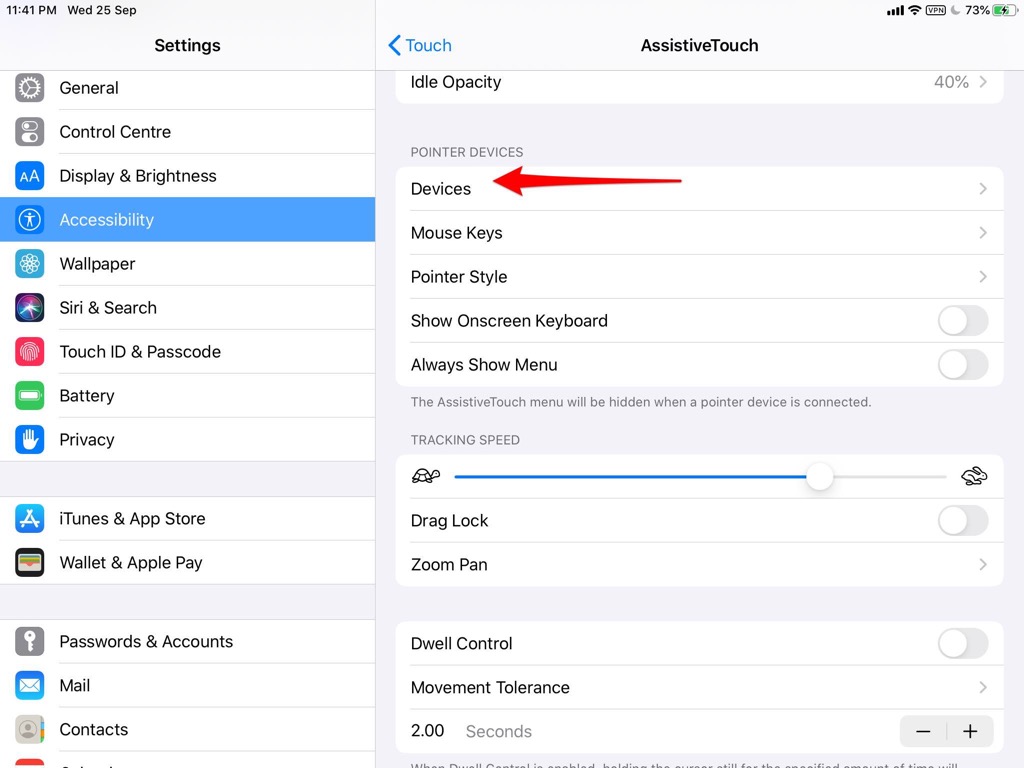 11:41 PM Wed 25 Sep
VPN 73%
Settings
General
Control Centre
AA Display & Brightness
Accessibility
Wallpaper
Siri & Search
Touch ID & Passcode
Battery
Privacy
iTunes & App Store
Wallet & Apple Pay
Passwords & Accounts
Mail
Contacts
Touch
AssistiveTouch
Idle Opacity 40%
POINTER DEVICES
Devices
Mouse Keys
Pointer Style
Show Onscreen Keyboard
Always Show Menu
The AssistiveTouch menu will be hidden when a pointer device is connected.
TRACKING SPEED
Drag Lock
Zoom Pan
Dwell Control
Movement Tolerance
2.00 Seconds − +
When Dwell Control is enabled, holding the cursor still for the specified amount of time will